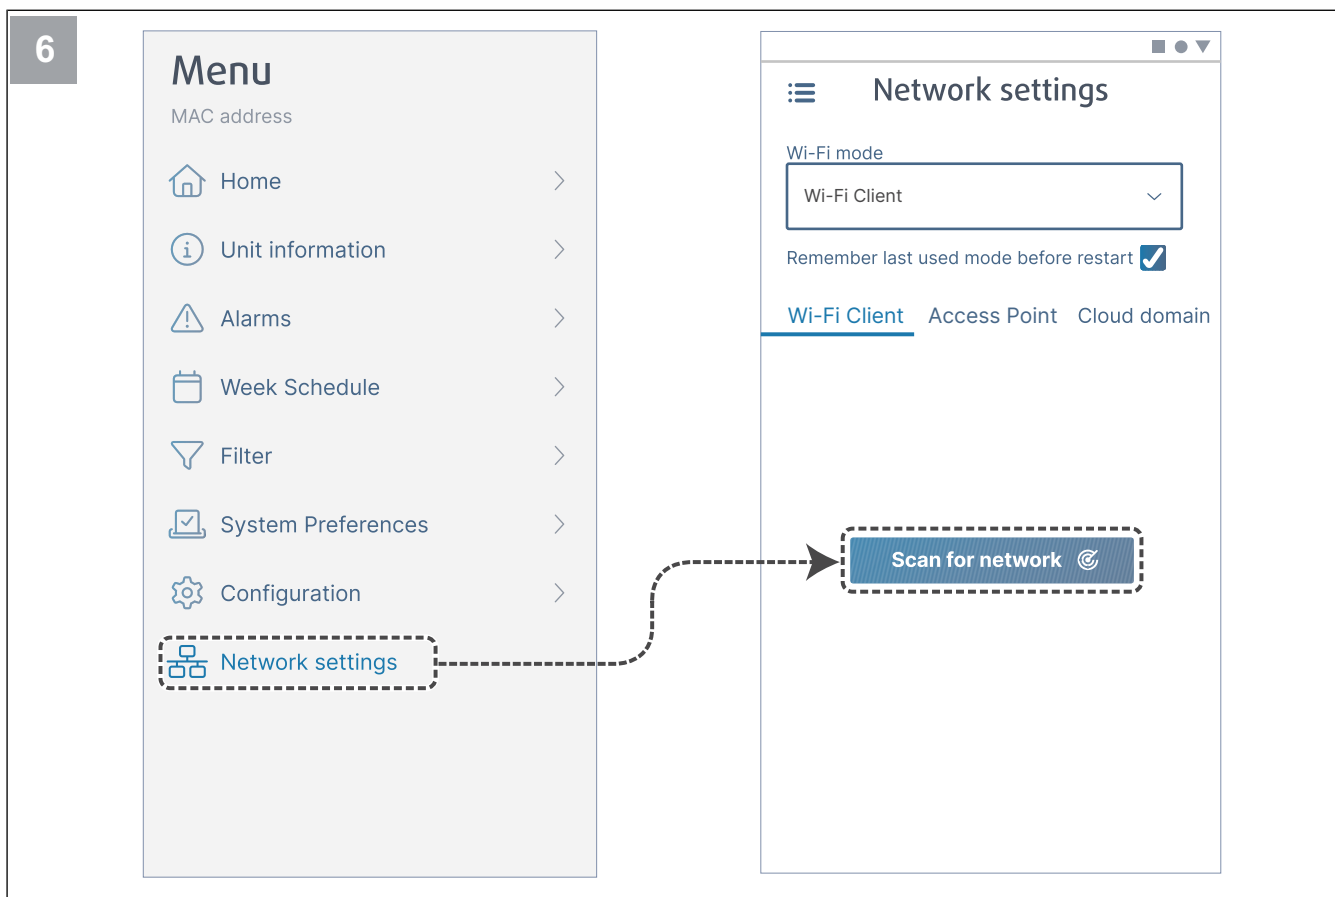 6
Menu
MAC address
Home
Unit information
Alarms
Week Schedule
Filter
System Preferences
Configuration
Network settings
Network settings
Wi-Fi mode
Wi-Fi Client
Remember last used mode before restart
Wi-Fi Client Access Point Cloud domain
Scan for network